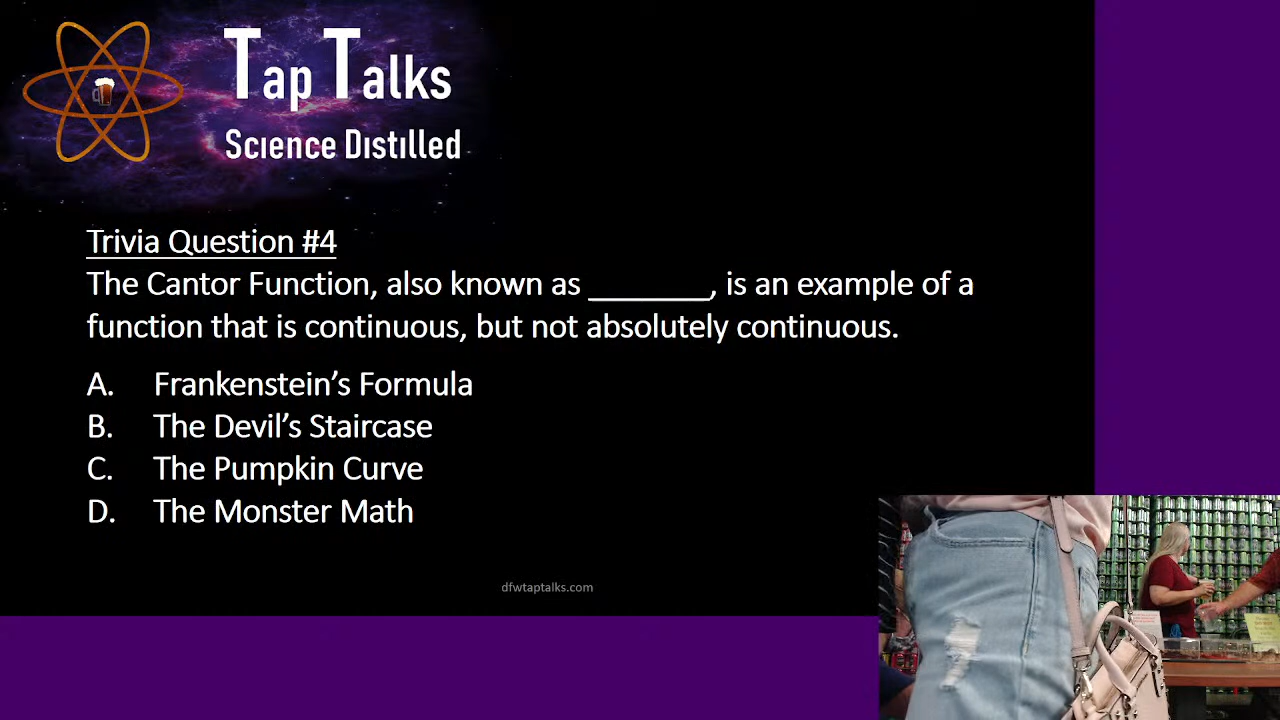 Tap Talks
Science Distilled
Trivia Question #4
The Cantor Function, also known as _______, is an example of a
function that is continuous, but not absolutely continuous.
A. Frankenstein’s Formula
B. The Devil’s Staircase
C. The Pumpkin Curve
D. The Monster Math
dfwtaptalks.com